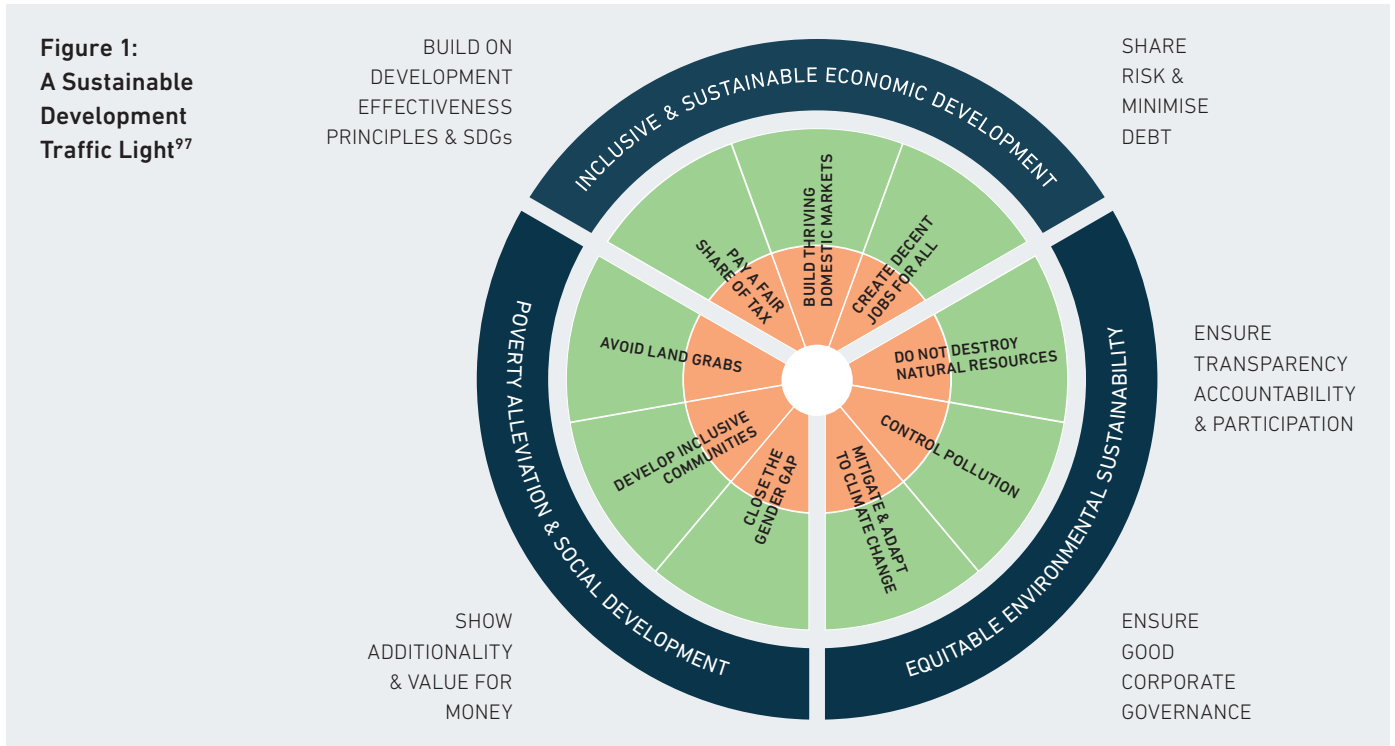 Figure 1:
A Sustainable
Development
Traffic Light97
BUILD ON
DEVELOPMENT
EFFECTIVENESS
PRINCIPLES & SDGs
SHARE
RISK &
MINIMISE
DEBT
INCLUSIVE & SUSTAINABLE ECONOMIC DEVELOPMENT
PAY A FAIR
SHARE OF TAX
BUILD THRIVING
DOMESTIC MARKETS
CREATE DECENT
JOBS FOR ALL
POVERTY ALLEVIATION & SOCIAL DEVELOPMENT
AVOID LAND GRABS
DEVELOP INCLUSIVE
COMMUNITIES
CLOSE THE
GENDER GAP
EQUITABLE ENVIRONMENTAL SUSTAINABILITY
DO NOT DESTROY
NATURAL RESOURCES
CONTROL POLLUTION
MITIGATE & ADAPT
TO CLIMATE CHANGE
ENSURE
TRANSPARENCY
ACCOUNTABILITY
& PARTICIPATION
SHOW
ADDITIONALITY
& VALUE FOR
MONEY
ENSURE
GOOD
CORPORATE
GOVERNANCE